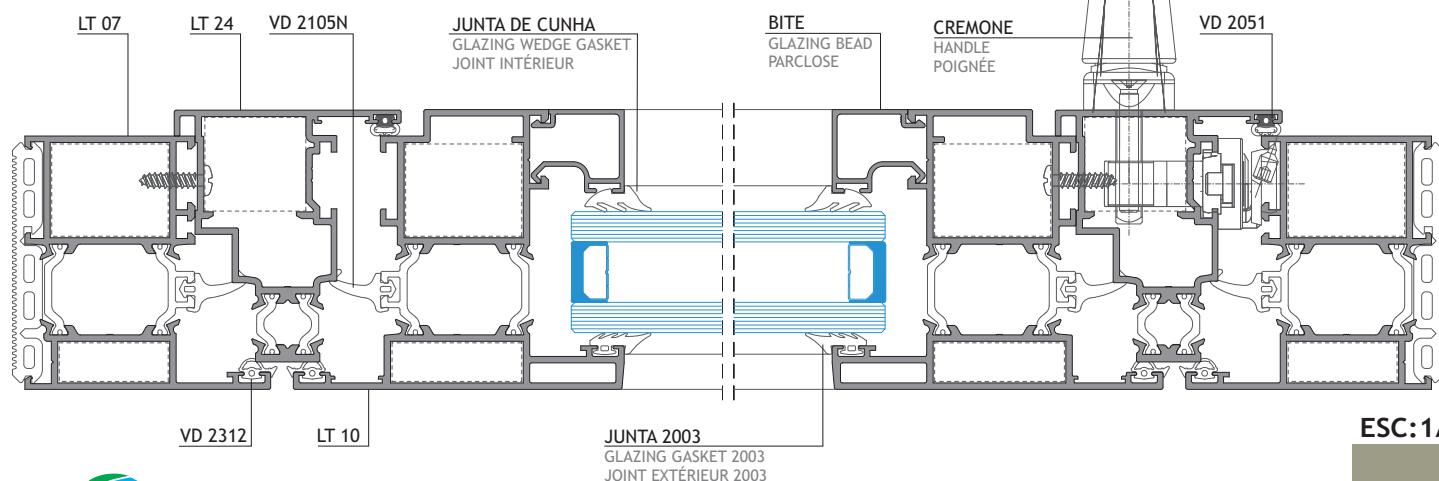 LT 07
LT 24
VD 2105N
JUNTA DE CUNHA
GLAZING WEDGE GASKET
JOINT INTÉRIEUR
BITE
GLAZING BEAD
PARCLOSE
CREMONE
HANDLE
POIGNÉE
VD 2051
VD 2312
LT 10
JUNTA 2003
GLAZING GASKET 2003
JOINT EXTÉRIEUR 2003
ESC:1/